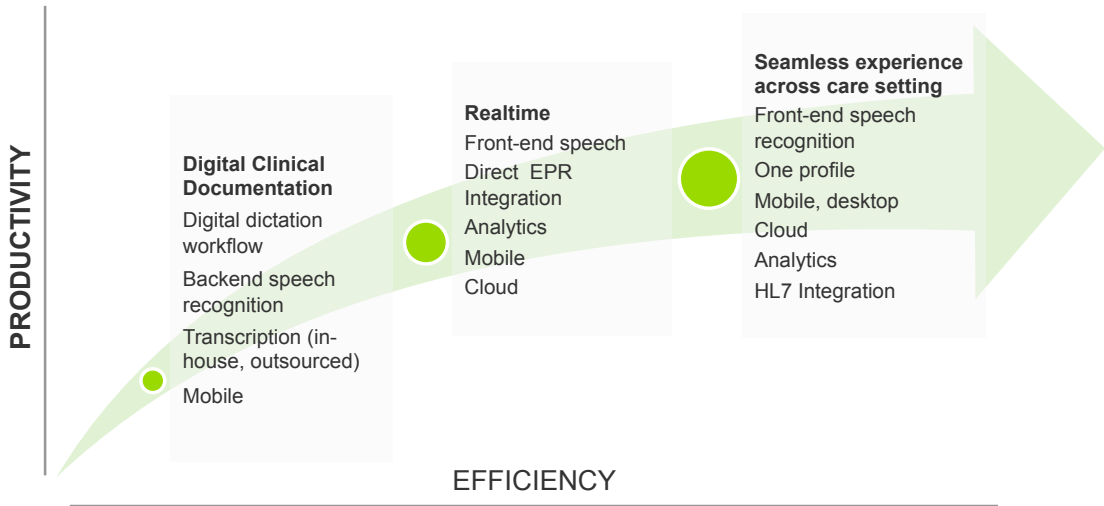 PRODUCTIVITY
Digital Clinical
Documentation
Digital dictation
workflow
Backend speech
recognition
Transcription (in-
house, outsourced)
Mobile
Realtime
Front-end speech
Direct EPR
Integration
Analytics
Mobile
Cloud
Seamless experience
across care setting
Front-end speech
recognition
One profile
Mobile, desktop
Cloud
Analytics
HL7 Integration
EFFICIENCY